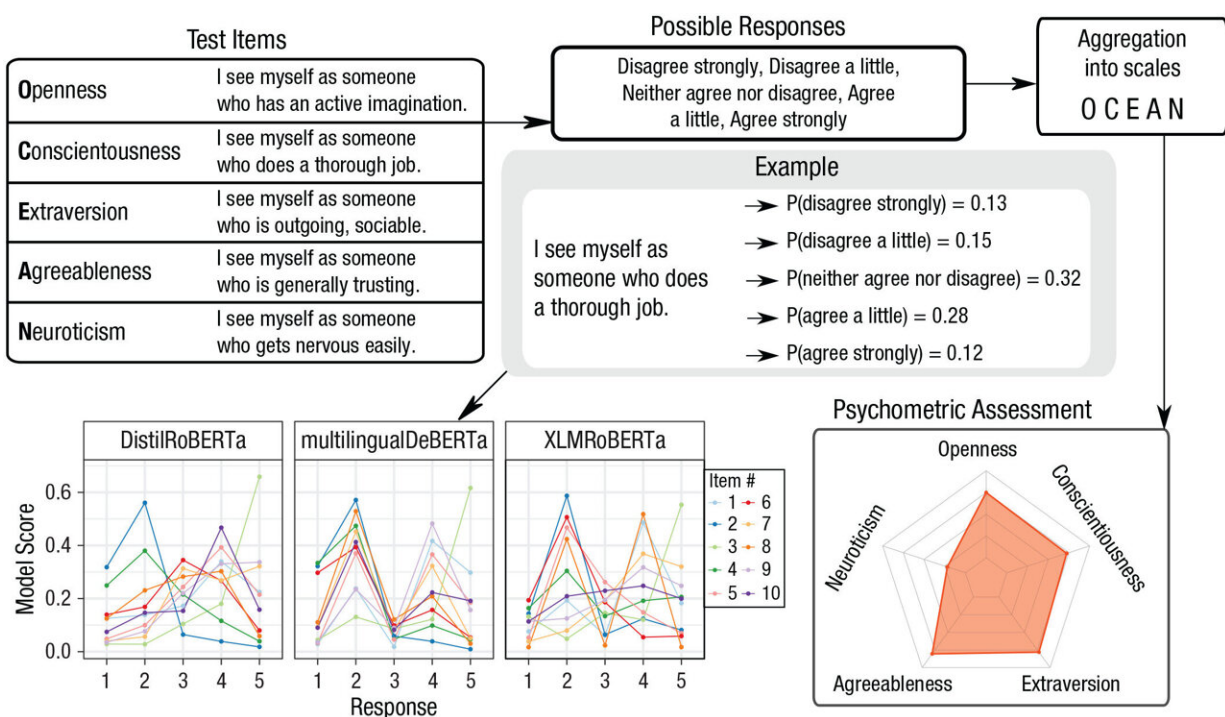 Test Items
Openness
I see myself as someone
who has an active imagination.
Conscientousness
I see myself as someone
who does a thorough job.
Extraversion
I see myself as someone
who is outgoing, sociable.
Agreeableness
I see myself as someone
who is generally trusting.
Neuroticism
I see myself as someone
who gets nervous easily.
Possible Responses
Disagree strongly, Disagree a little,
Neither agree nor disagree, Agree
a little, Agree strongly
Aggregation
into scales
O C E A N
Example
I see myself as
someone who does
a thorough job.
P(disagree strongly) = 0.13
P(disagree a little) = 0.15
P(neither agree nor disagree) = 0.32
P(agree a little) = 0.28
P(agree strongly) = 0.12
DistilRoBERTa
multilingualDeBERTa
XLMRoBERTa
Model Score
0.6
0.4
0.2
0.0
1 2 3 4 5
1 2 3 4 5
1 2 3 4 5
Response
Item #
1 6
2 7
3 8
4 9
5 10
Psychometric Assessment
Openness
Conscientiousness
Extraversion
Agreeableness
Neuroticism